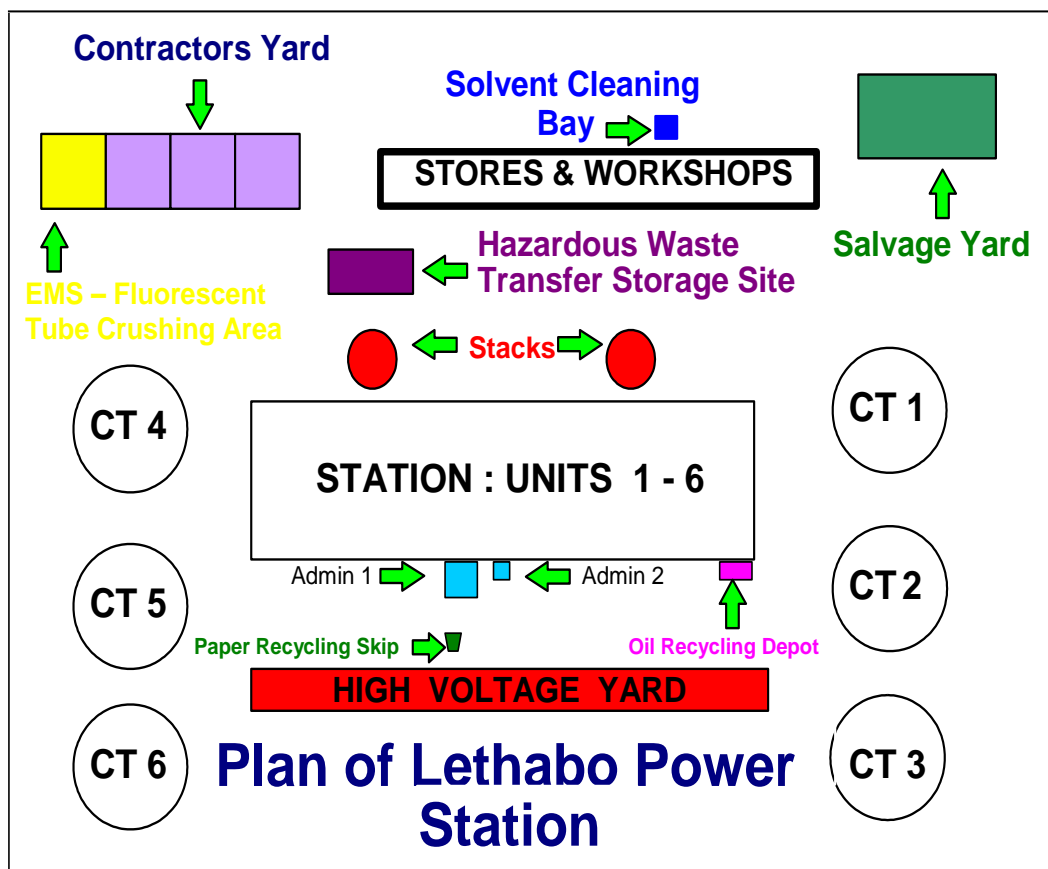 Contractors Yard
Solvent Cleaning
Bay
STORES & WORKSHOPS
Salvage Yard
Hazardous Waste
Transfer Storage Site
EMS – Fluorescent
Tube Crushing Area
Stacks
CT 4
CT 1
STATION : UNITS 1 - 6
Admin 1
Admin 2
CT 5
CT 2
Paper Recycling Skip
Oil Recycling Depot
HIGH VOLTAGE YARD
CT 6
CT 3
Plan of Lethabo Power
Station